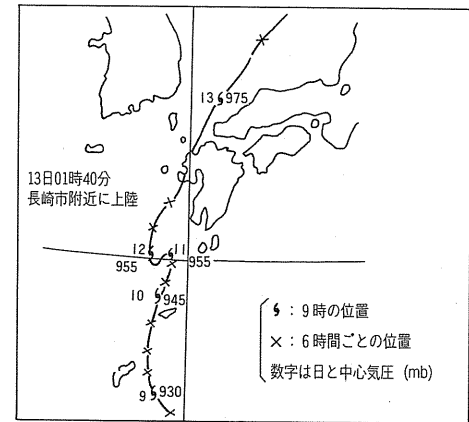 13 975
13日01時40分
長崎市附近に上陸
12 11
955 955
10 945
9 930
: 9時の位置
× : 6時間ごとの位置
数字は日と中心気圧 (mb)